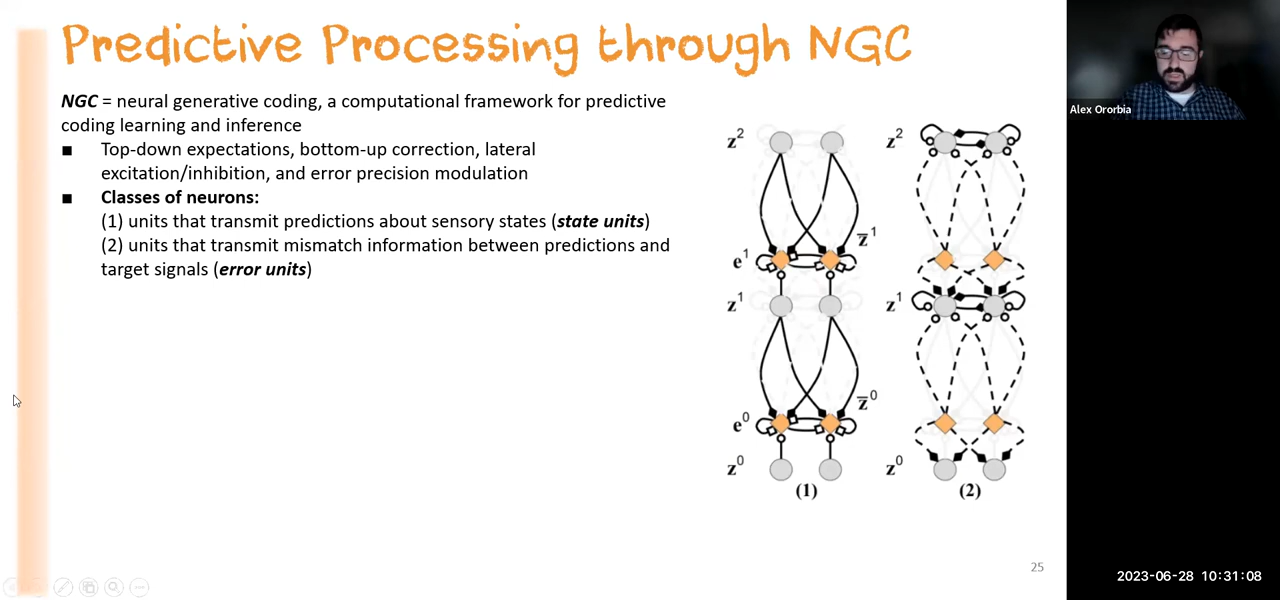 Predictive Processing through NGC
NGC = neural generative coding, a computational framework for predictive
coding learning and inference
■ Top-down expectations, bottom-up correction, lateral
excitation/inhibition, and error precision modulation
■ Classes of neurons:
(1) units that transmit predictions about sensory states (state units)
(2) units that transmit mismatch information between predictions and
target signals (error units)
z² z²
z̅¹
e¹
z¹ z¹
z̅⁰
e⁰
z⁰ z⁰
(1) (2)
25
Alex Ororbia
2023-06-28 10:31:08